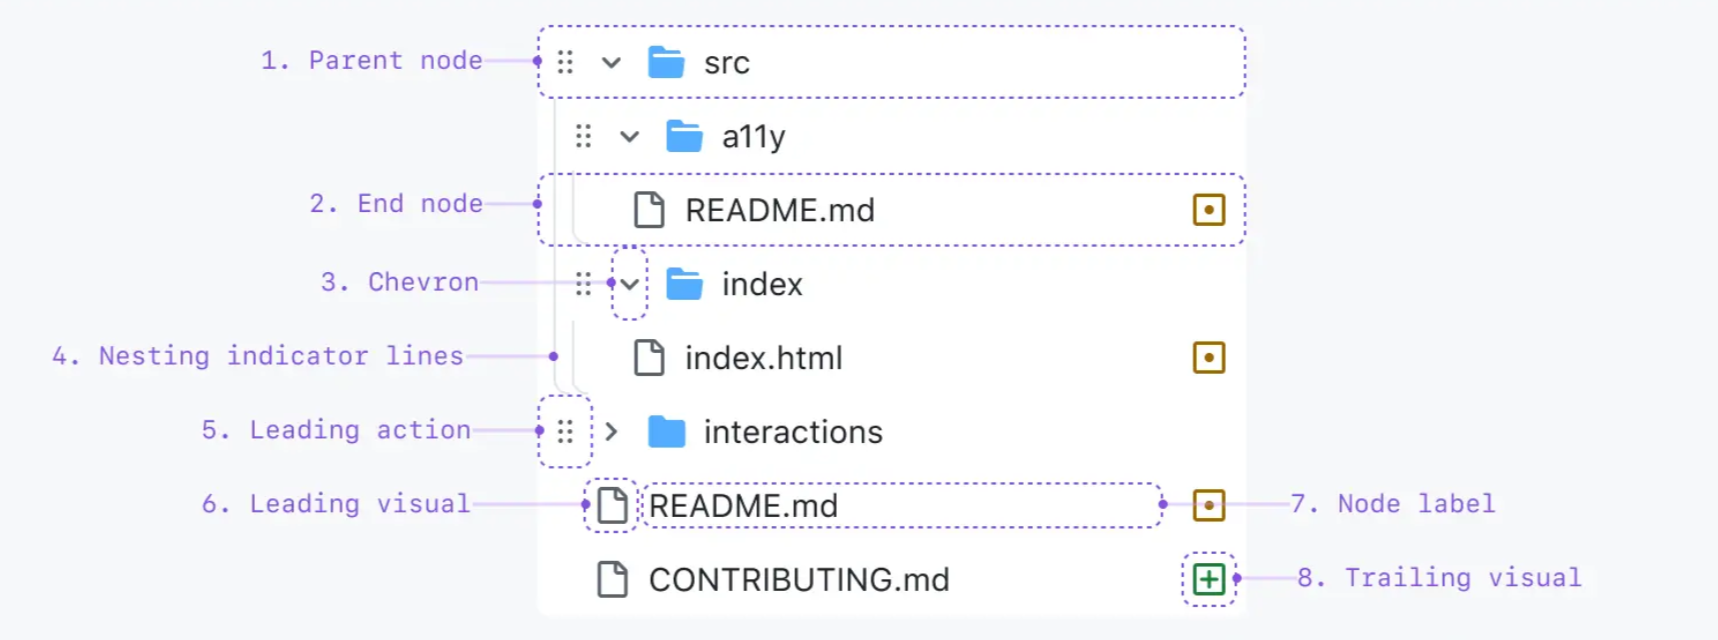 1. Parent node
src
a11y
2. End node
README.md
3. Chevron
index
4. Nesting indicator lines
index.html
5. Leading action
interactions
6. Leading visual
README.md
7. Node label
CONTRIBUTING.md
8. Trailing visual